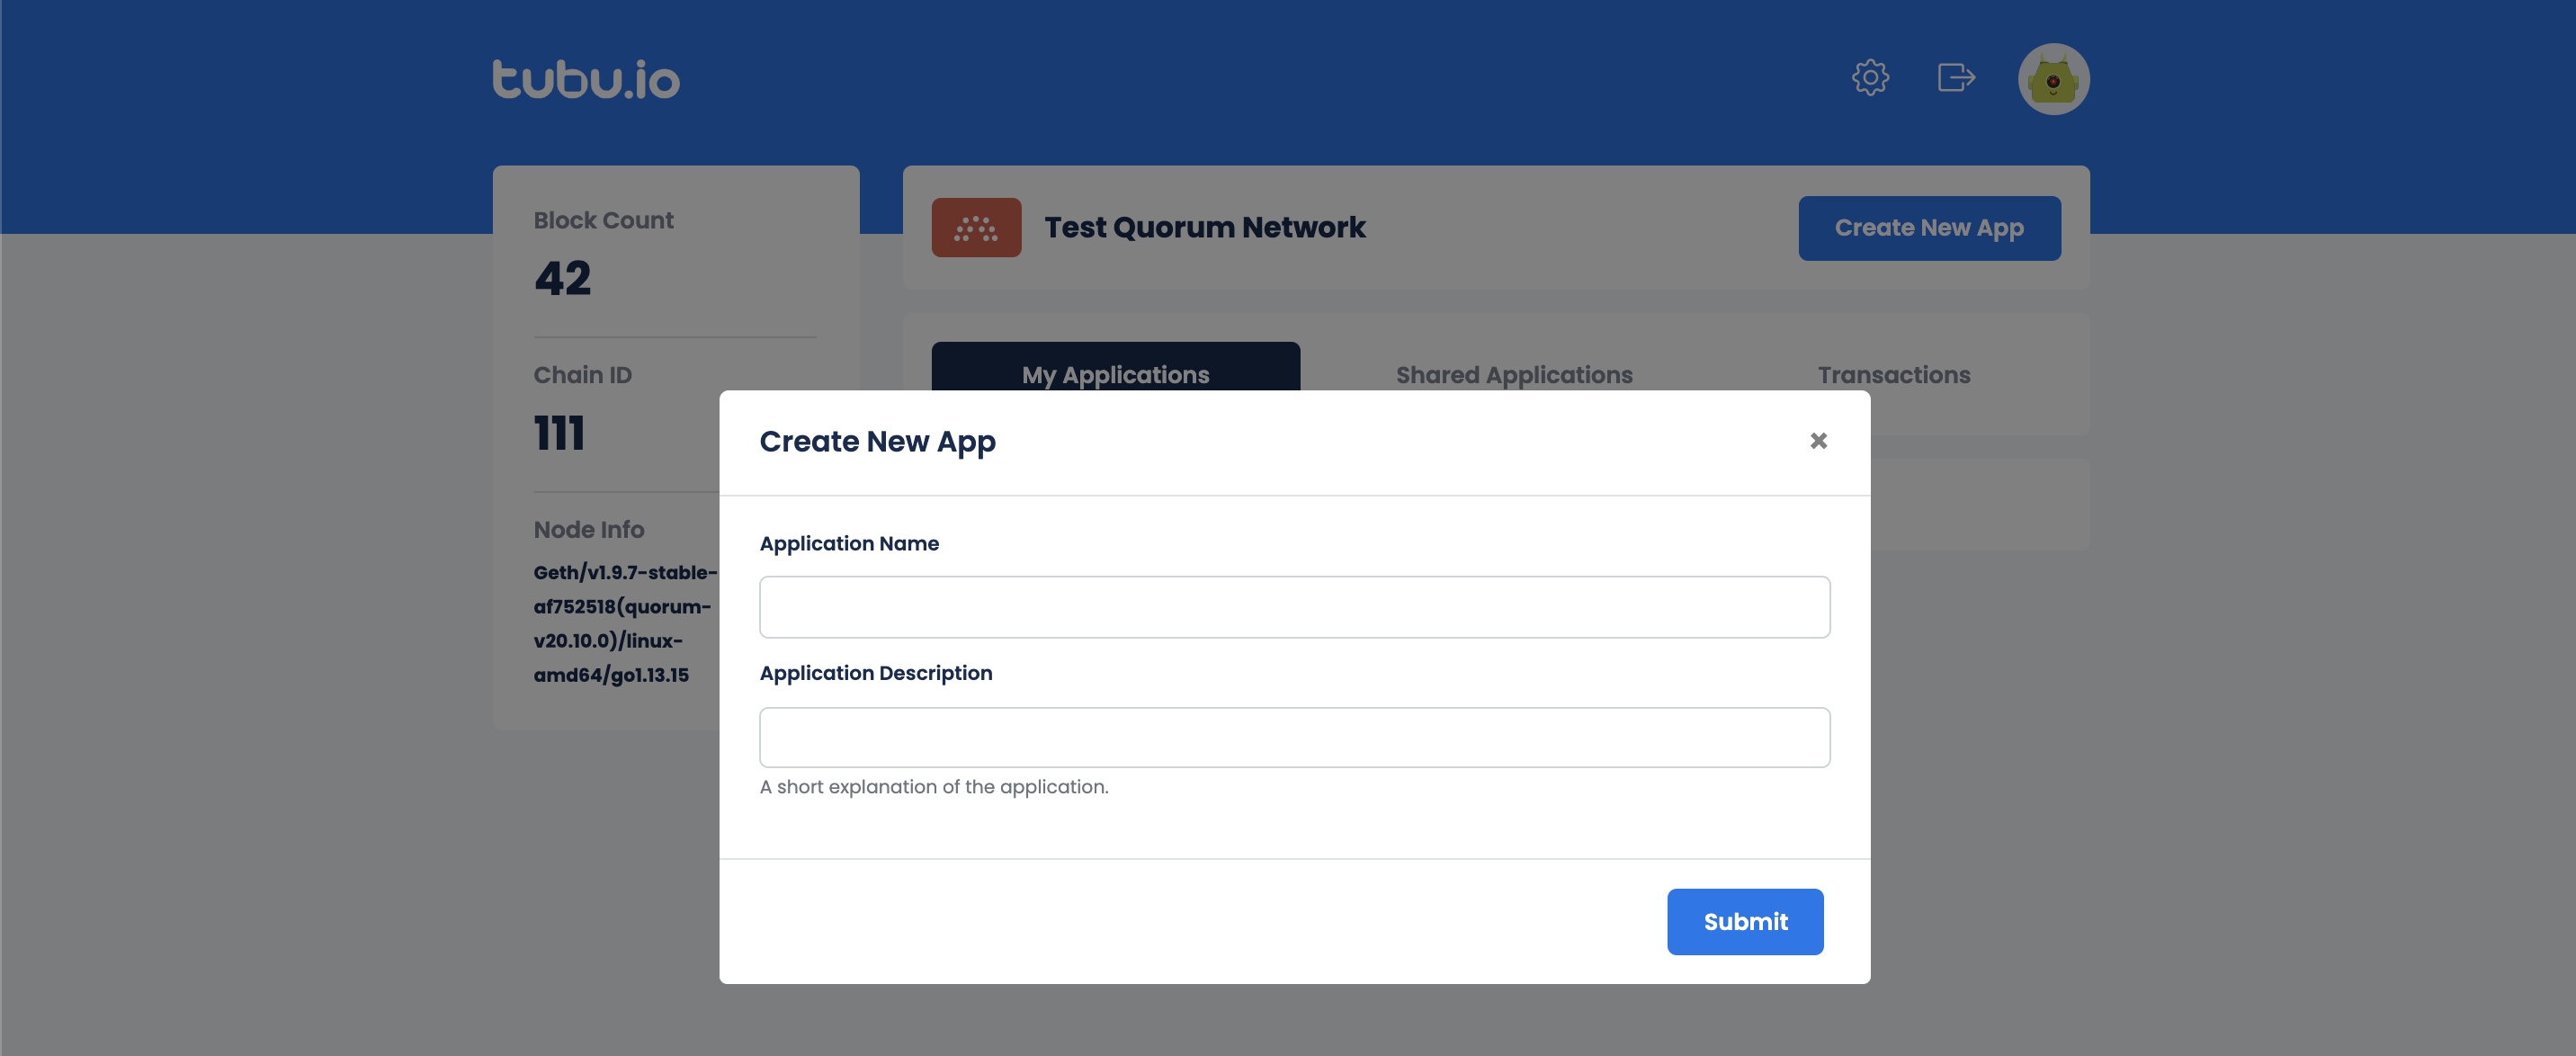 tubu.io
Block Count
42
Chain ID
111
Node Info
Geth/v1.9.7-stable-
af752518(quorum-
v20.10.0)/linux-
amd64/go1.13.15
Test Quorum Network
Create New App
My Applications
Shared Applications
Transactions
Create New App
Application Name
Application Description
A short explanation of the application.
Submit